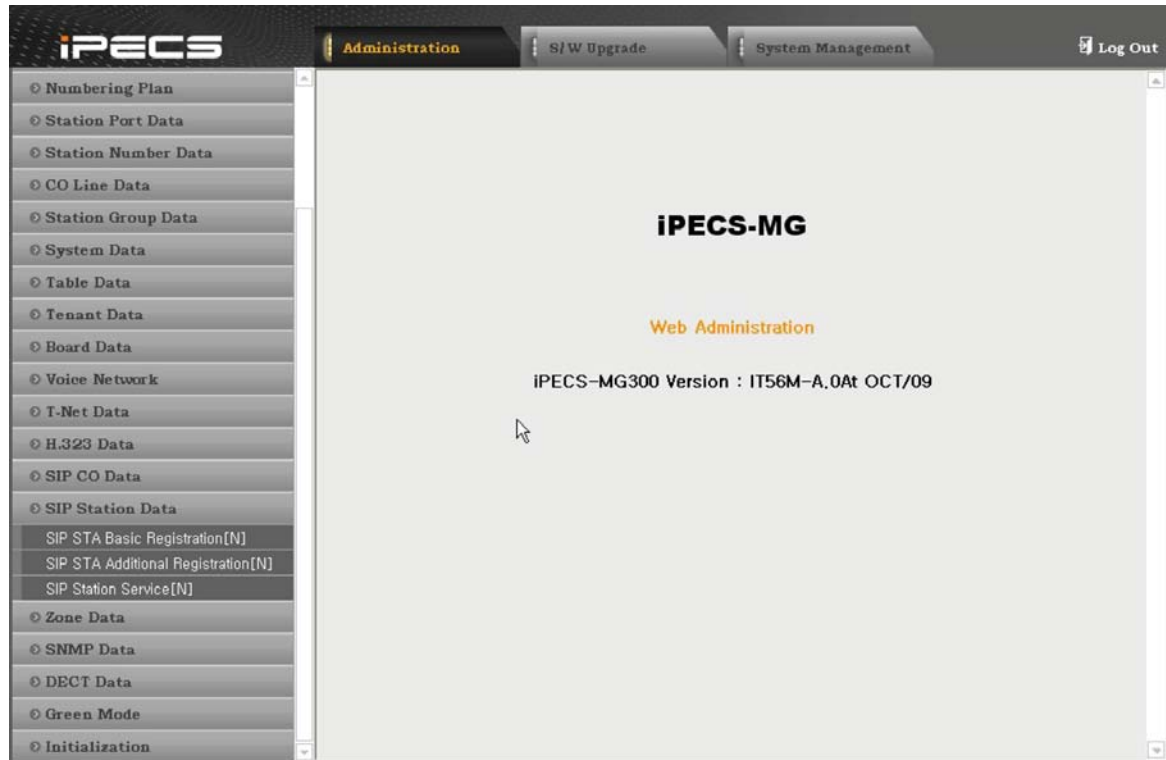 iPECS
Administration
S/W Upgrade
System Management
Log Out
Numbering Plan
Station Port Data
Station Number Data
CO Line Data
Station Group Data
System Data
Table Data
Tenant Data
Board Data
Voice Network
T-Net Data
H.323 Data
SIP CO Data
SIP Station Data
SIP STA Basic Registration[N]
SIP STA Additional Registration[N]
SIP Station Service[N]
Zone Data
SNMP Data
DECT Data
Green Mode
Initialization
iPECS-MG
Web Administration
iPECS-MG300 Version : IT56M-A.0At OCT/09